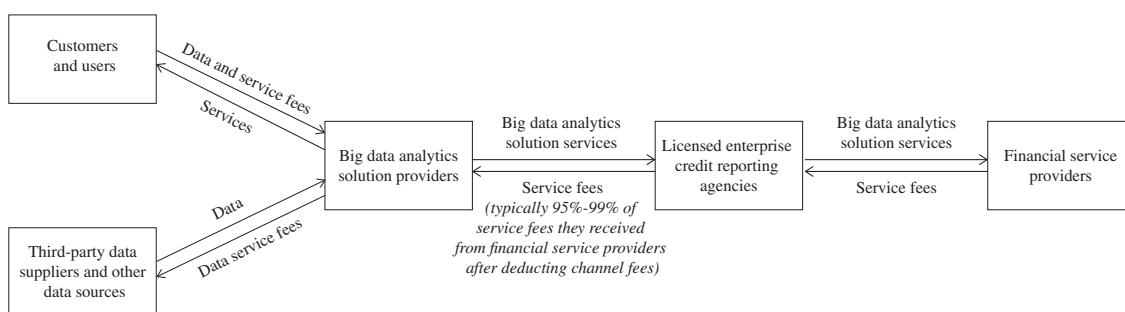 Customers
and users
Data and service fees
Services
Big data analytics
solution providers
Data
Data service fees
Third-party data
suppliers and other
data sources
Big data analytics
solution services
Service fees
(typically 95%-99% of
service fees they received
from financial service providers
after deducting channel fees)
Licensed enterprise
credit reporting
agencies
Big data analytics
solution services
Service fees
Financial service
providers